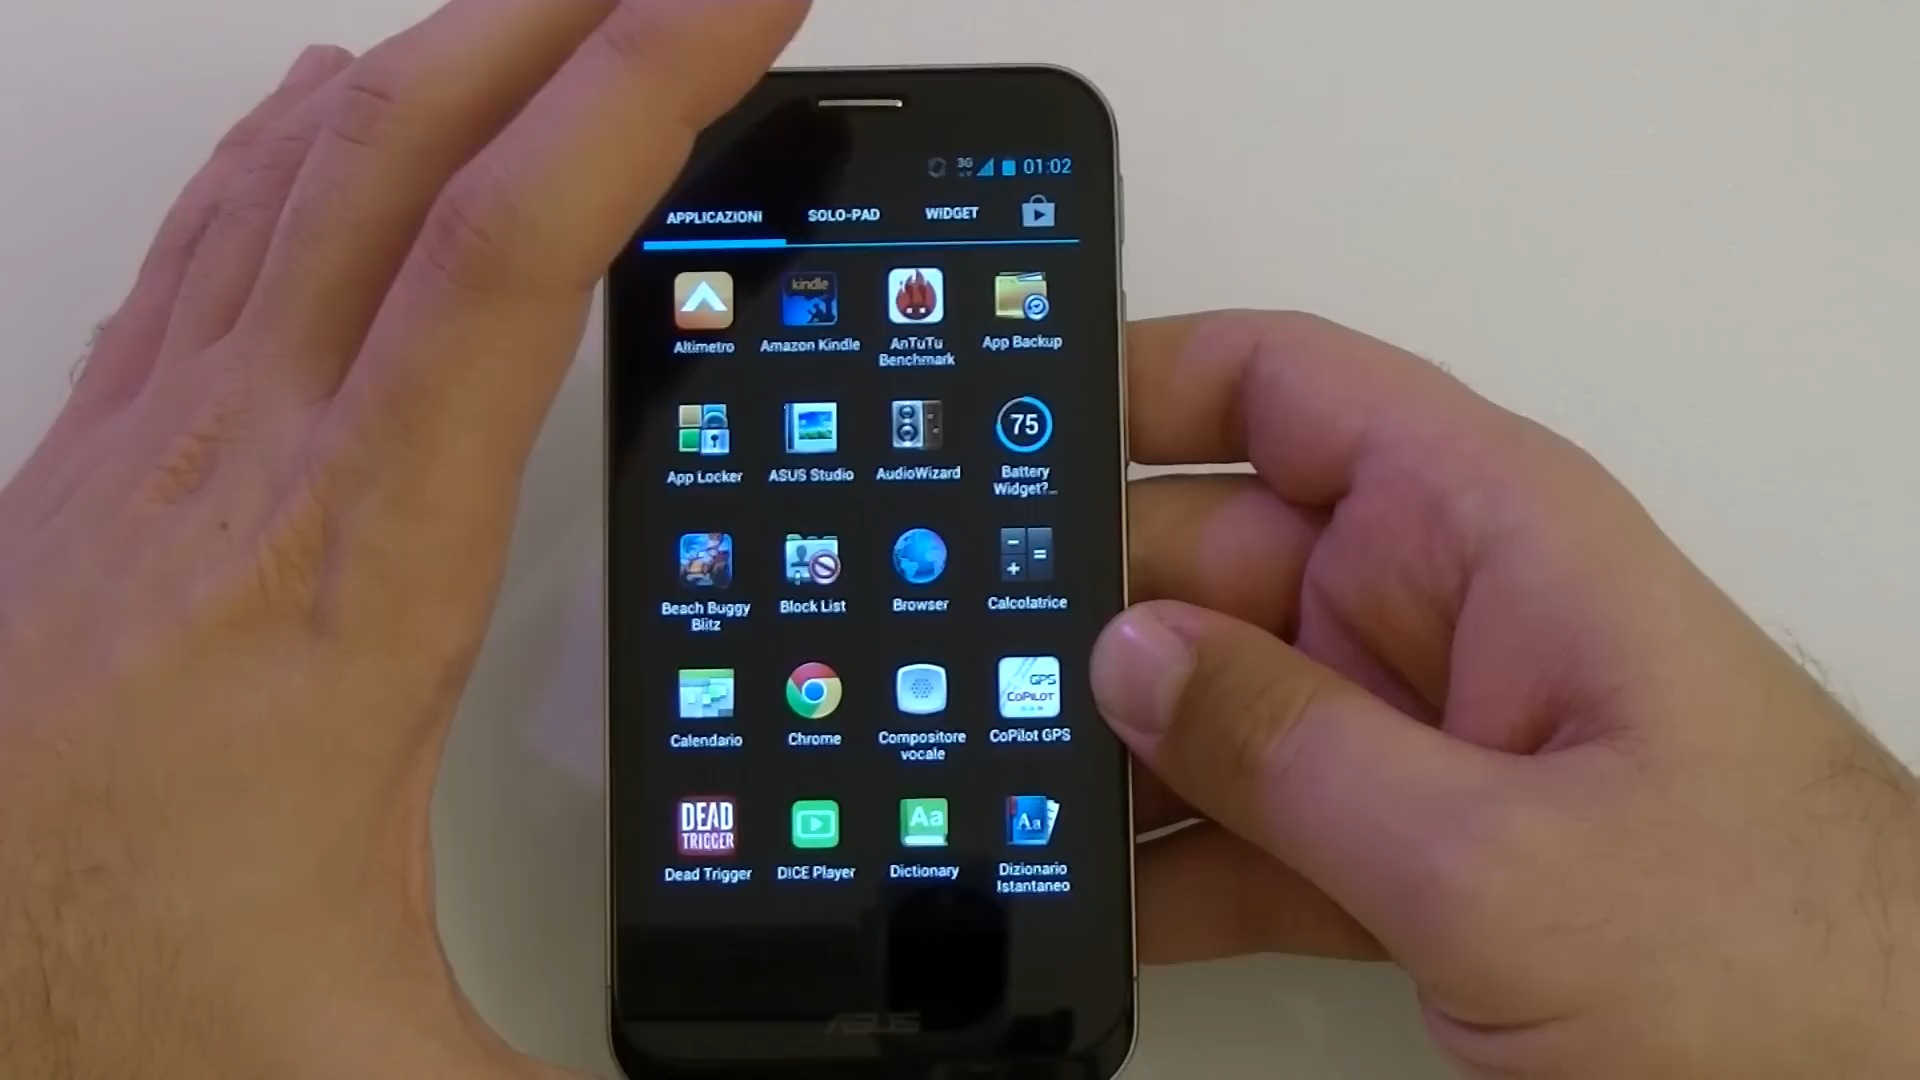 3G 01:02
APPLICAZIONI SOLO-PAD WIDGET
kindle
Altimetro Amazon Kindle AnTuTu Benchmark App Backup
75
App Locker ASUS Studio AudioWizard Battery Widget?...
Beach Buggy Blitz Block List Browser Calcolatrice
GPS
CoPILOT
Calendario Chrome Compositore vocale CoPilot GPS
DEAD
TRIGGER
Aa
Aa
Dead Trigger DICE Player Dictionary Dizionario Istantaneo
ASUS